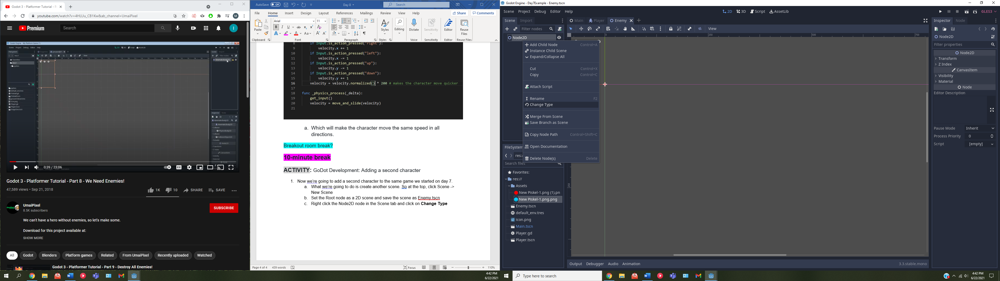 Godot 3 - Platformer Tutorial - P
youtube.com/watch?v=4HLUu_CB1Kw&ab_channel=UmaiPixel
M
Premium
Search
I
0:39 / 23:06
CC
Godot 3 - Platformer Tutorial - Part 8 - We Need Enemies!
47,589 views • Sep 21, 2018
1K
10
SHARE
SAVE
UmaiPixel
8.5K subscribers
SUBSCRIBE
We can't have a hero without enemies, so let's make some.
Download for this project available at:
SHOW MORE
All
Godot
Blenders
Platform games
Related
From UmaiPixel
Recently uploaded
Watched
Godot 3 - Platformer Tutorial - Part 9 - Destroy All Enemies!
AutoSave Off
Day 8
Search
File Home Insert Design Layout References Mailings Review View Help
Share
Comments
Paste
Arial
11
Styles
Editing
Dictate
Sensitivity
Editor
Reuse Files
Clipboard
Font
Paragraph
Styles
Voice
Sensitivity
Editor
Reuse Files
8 if Input.is_action_pressed("right"):
9 velocity.x += 1
10 if Input.is_action_pressed("left"):
11 velocity.x -= 1
12 if Input.is_action_pressed("up"):
13 velocity.y -= 1
14 if Input.is_action_pressed("down"):
15 velocity.y += 1
16 velocity = velocity.normalized() * 200 # makes the character move quicker
17
18 func _physics_process(_delta):
19 get_input()
20 velocity = move_and_slide(velocity)
21
a. Which will make the character move the same speed in all
directions.
Breakout room break?
10-minute break
ACTIVITY: GoDot Development: Adding a second character
1. Now we're going to add a second character to the same game we started on day 7.
a. What we're going to do is create another scene. So at the top, click Scene ->
New Scene
b. Set the Root node as a 2D scene and save the scene as Enemy.tscn
c. Right click the Node2D node in the Scene tab and click on Change Type
Page 4 of 4
439 words
Focus
110%
4:42 PM
6/22/2021
Godot Engine - Day7Example - Enemy.tscn
Scene Project Debug Editor Help
2D 3D Script AssetLib
GLES3
Scene Import
Main Player Enemy
Inspector Node
Filter nodes
View
Node2D
Add Child Node Control+A
Instance Child Scene
Expand/Collapse All
Cut Control+X
Copy Control+C
Attach Script
Rename F2
Change Type
Merge From Scene
Save Branch as Scene
Copy Node Path Control+Shift+C
Open Documentation
Delete Node(s) Delete
FileSystem
res:/
Search files
Favorites:
res://
Assets
New Piskel-1.png (1).pn
New Piskel-1.png.png
Enemy.tscn
default_env.tres
icon.png
Main.tscn
Player.gd
Player.tscn
0
250
500
750
250
Output Debugger Audio Animation
3.3.stable.mono
Node2D
Filter properties
Node2D
Transform
Z Index
CanvasItem
Visibility
Material
Node
Editor Description
Pause Mode Inherit
Process Priority 0
Script [empty]
Type here to search
4:42 PM
6/22/2021